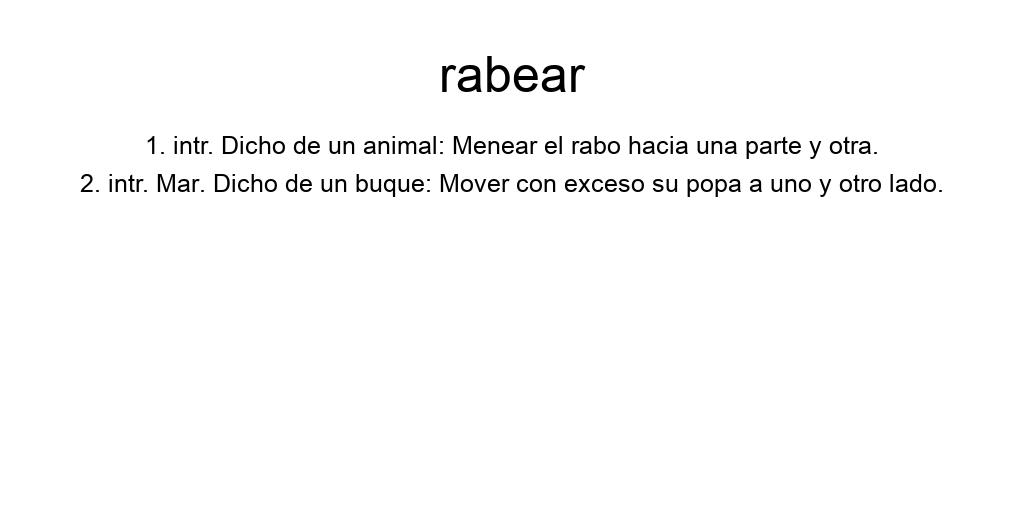 rabear
1. intr. Dicho de un animal: Menear el rabo hacia una parte y otra.
2. intr. Mar. Dicho de un buque: Mover con exceso su popa a uno y otro lado.